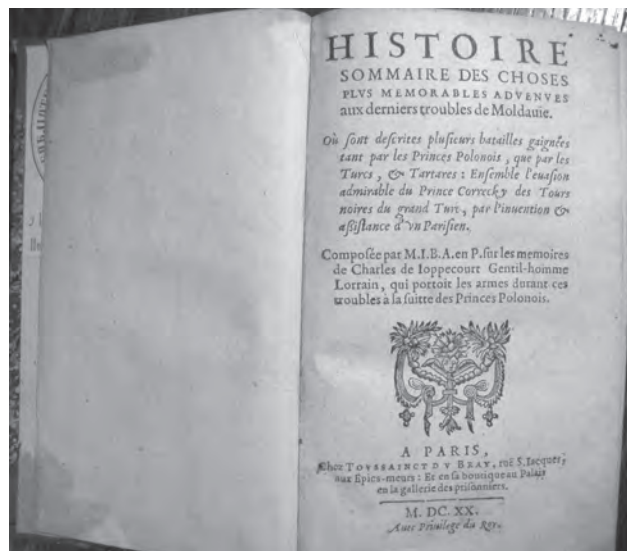 HISTOIRE
SOMMAIRE DES CHOSES
PLVS MEMORABLES ADVENVES
aux derniers troubles de Moldauie.
Où ſont deſcrites pluſieurs batailles gaignées
tant par les Princes Polonois, que par les
Turcs, & Tartares : Enſemble l'euaſion
admirable du Prince Correcky des Tours
noires du grand Turc, par l'inuention &
aſſiſtance d'vn Pariſien.
Compoſée par M.I.B.A. en P. ſur les memoires
de Charles de Ioppecourt Gentil-homme
Lorrain, qui portoit les armes durant ces
troubles à la ſuitte des Princes Polonois.
A PARIS,
Chez TOVSSAINCT DV BRAY, ruë S. Iacques,
aux Epics-meurs : Et en ſa boutique au Palais
en la gallerie des priſonniers.
M. DC. XX.
Auec Priuilege du Roy.